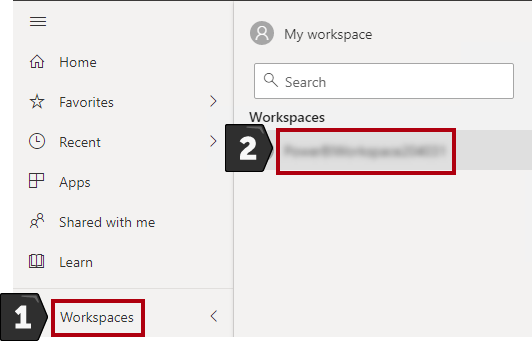 Home
Favorites
Recent
Apps
Shared with me
Learn
1
Workspaces
My workspace
Search
Workspaces
2